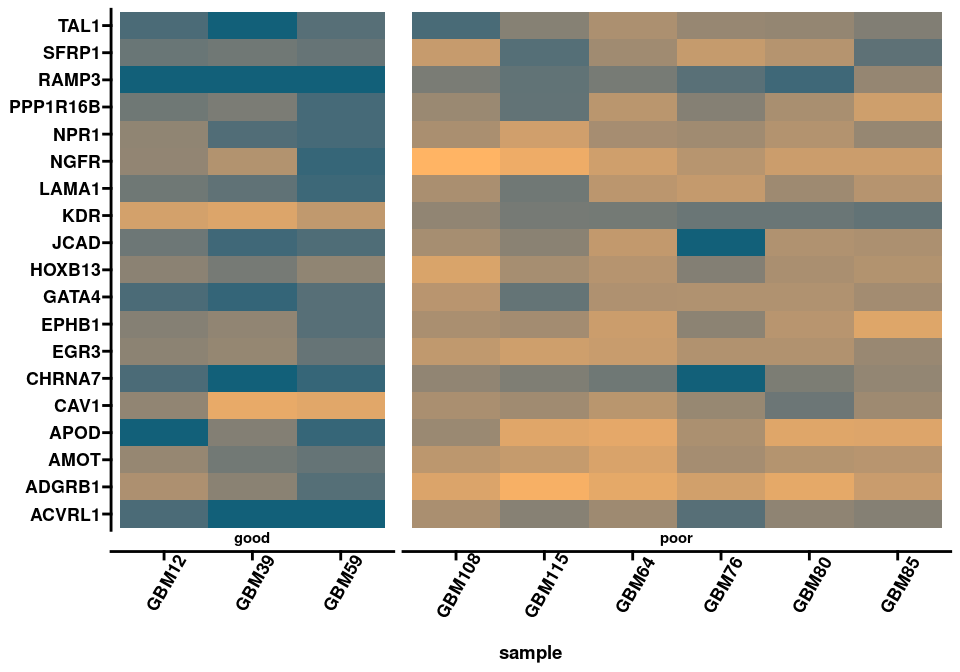 TAL1
SFRP1
RAMP3
PPP1R16B
NPR1
NGFR
LAMA1
KDR
JCAD
HOXB13
GATA4
EPHB1
EGR3
CHRNA7
CAV1
APOD
AMOT
ADGRB1
ACVRL1
good poor
GBM12 GBM39 GBM59 GBM108 GBM115 GBM64 GBM76 GBM80 GBM85
sample